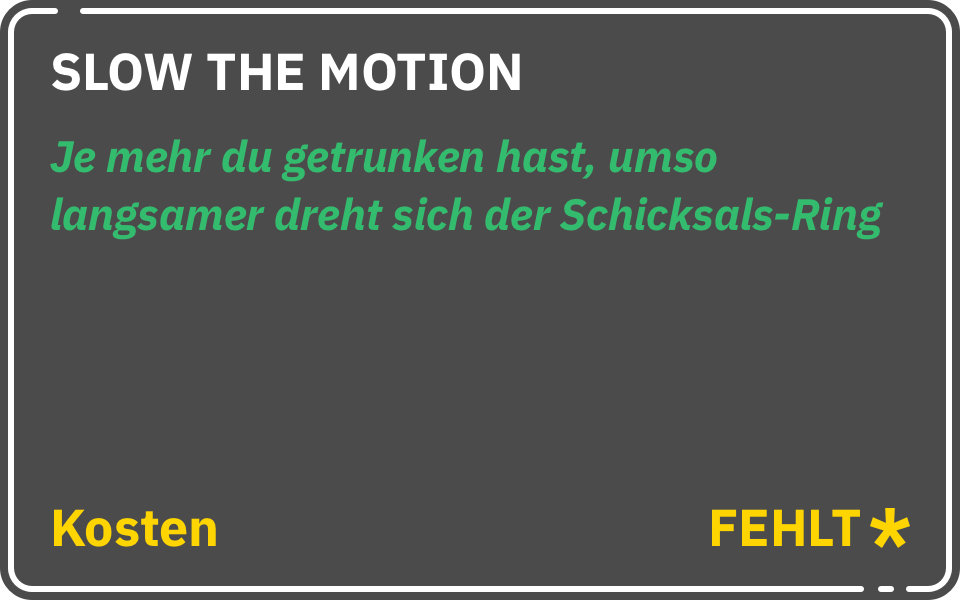 SLOW THE MOTION
Je mehr du getrunken hast, umso
langsamer dreht sich der Schicksals-Ring
Kosten
FEHLT*